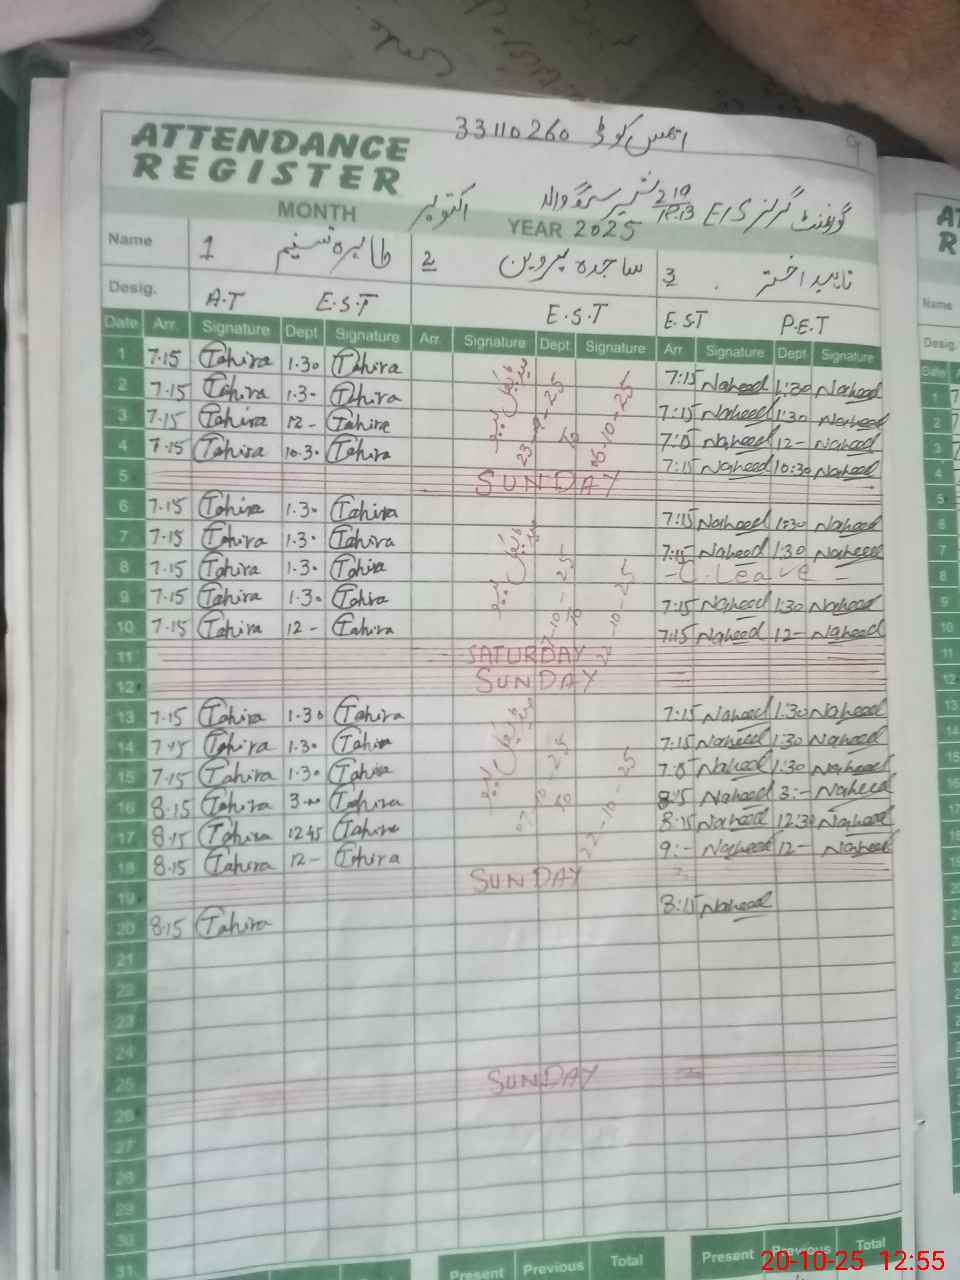 33110260 ایمس کوڈ
9
ATTENDANCE
REGISTER
MONTH اکتوبر YEAR 2025
گورنمنٹ گرلز E/S
Name 1 طاہرہ تسنیم 2 ساجدہ پروین 3 ناہید اختر
Desig. A.T E.S.T E.S.T E.S.T P.E.T
Date Arr. Signature Dept Signature Arr. Signature Dept. Signature Arr Signature Dept Signature
1 7.15 Tahira 1.30 Tahira 7:15 Naheed 1:30 Naheed
2 7.15 Tahira 1.30 Tahira 7:15 Naheed 1:30 Naheed
3 7.15 Tahira 12- Tahira 7:15 Naheed 12- Naheed
4 7.15 Tahira 10.30 Tahira 7:15 Naheed 10:30 Naheed
5 SUNDAY
6 7.15 Tahira 1.30 Tahira 7:15 Naheed 1:30 Naheed
7 7.15 Tahira 1.30 Tahira 7:15 Naheed 1:30 Naheed
8 7.15 Tahira 1.30 Tahira -C.Leave-
9 7.15 Tahira 1.30 Tahira 7:15 Naheed 1:30 Naheed
10 7.15 Tahira 12- Tahira 7:15 Naheed 12- Naheed
11 SATURDAY
12 SUNDAY
13 7.15 Tahira 1.30 Tahira 7:15 Naheed 1:30 Naheed
14 7.15 Tahira 1.30 Tahira 7:15 Naheed 1:30 Naheed
15 7.15 Tahira 1.30 Tahira 7:15 Naheed 1:30 Naheed
16 8.15 Tahira 3-00 Tahira 8:15 Naheed 3:- Naheed
17 8.15 Tahira 1245 Tahira 8:15 Naheed 12:30 Naheed
18 8.15 Tahira 12- Tahira 9:- Naheed 12- Naheed
19 SUNDAY
20 8.15 Tahira 8:15 Naheed
21
22
23
24
25 SUNDAY
26
27
28
29
30
31
Present Previous Total Present Previous Total
20-10-25 12:55